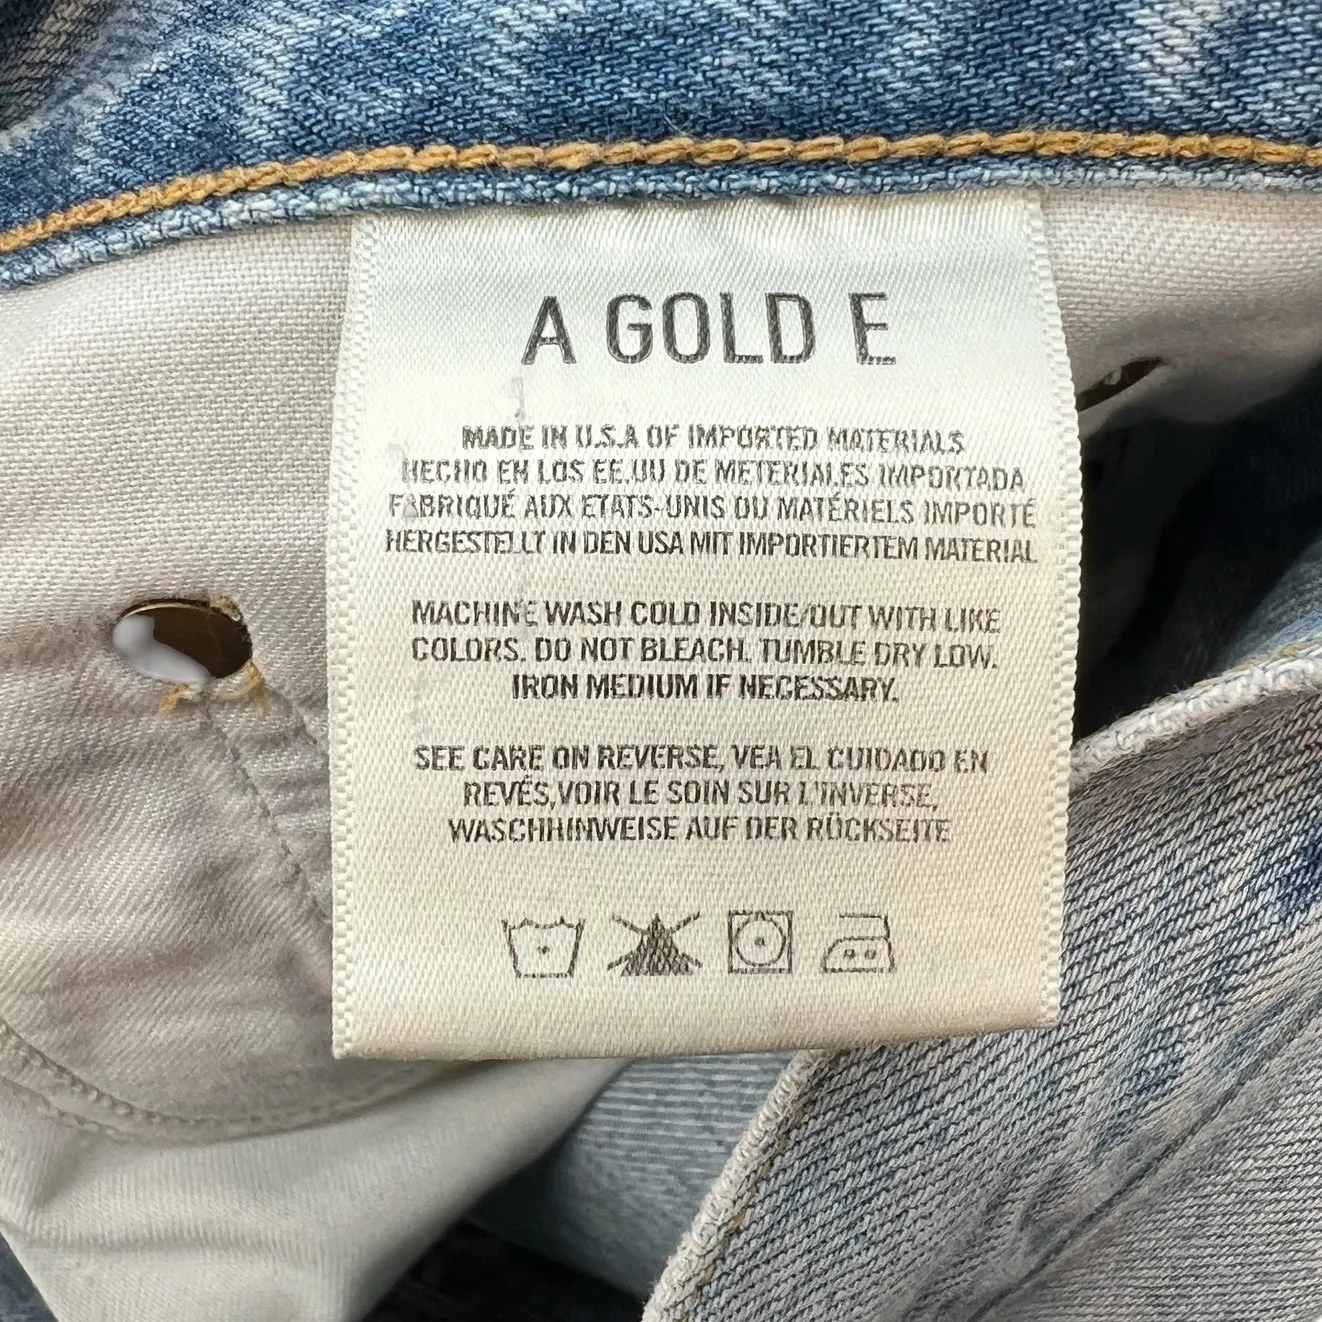 A GOLD E
MADE IN U.S.A OF IMPORTED MATERIALS
HECHO EN LOS EE.UU DE METERIALES IMPORTADA
FABRIQUÉ AUX ETATS-UNIS OU MATÉRIELS IMPORTÉ
HERGESTELLT IN DEN USA MIT IMPORTIERTEM MATERIAL
MACHINE WASH COLD INSIDE/OUT WITH LIKE
COLORS. DO NOT BLEACH. TUMBLE DRY LOW.
IRON MEDIUM IF NECESSARY.
SEE CARE ON REVERSE, VEA EL CUIDADO EN
REVÉS,VOIR LE SOIN SUR L'INVERSE,
WASCHHINWEISE AUF DER RÜCKSEITE